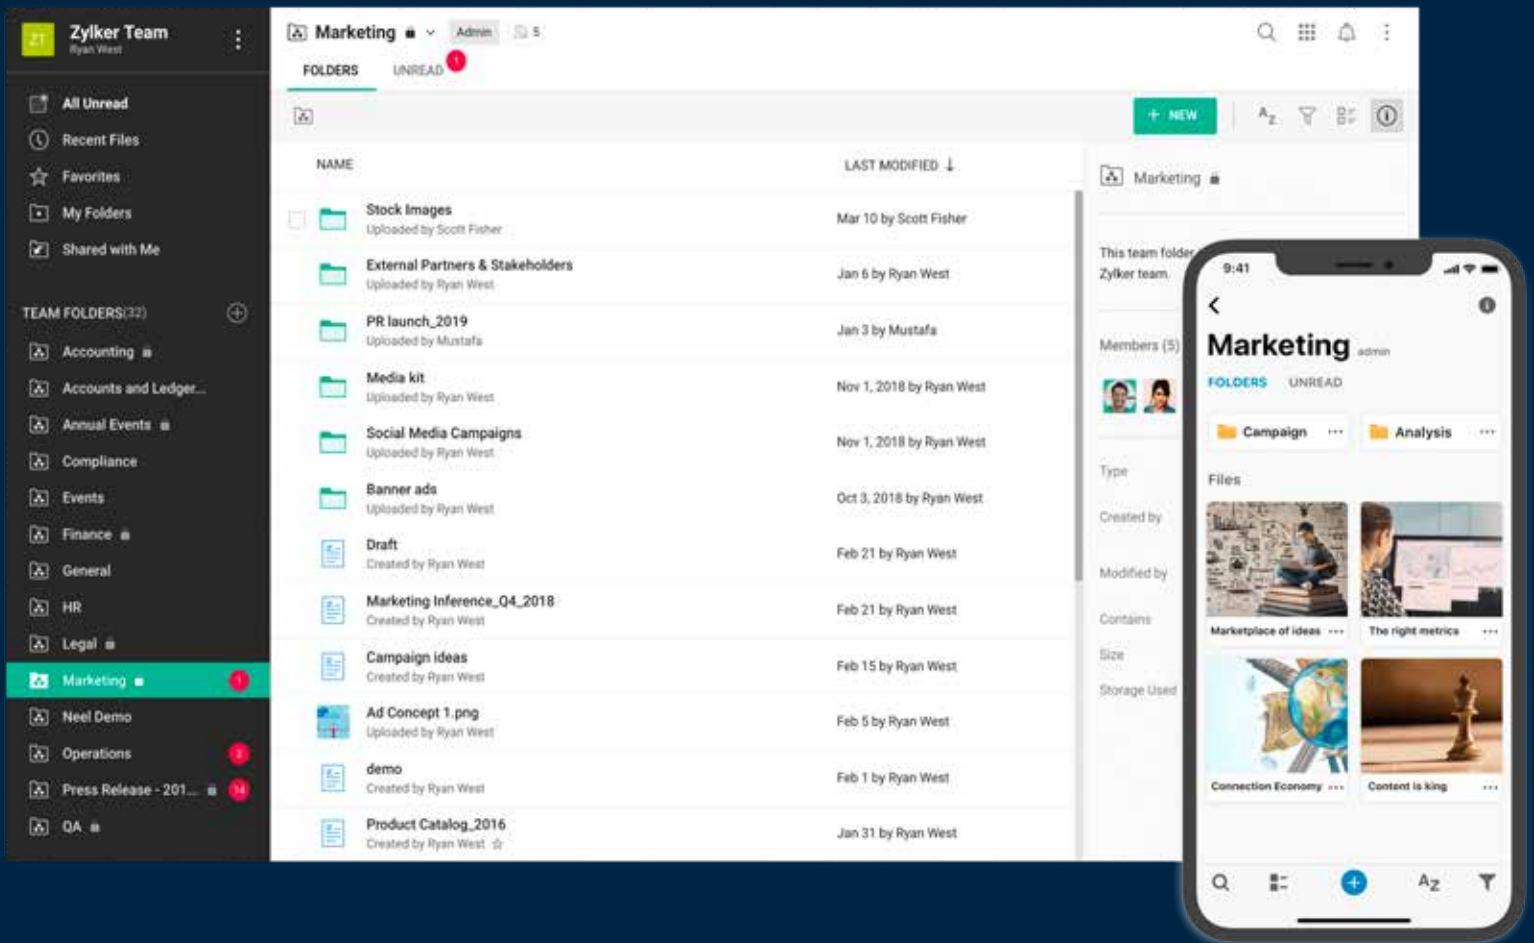 ZT
Zylker Team
Ryan West
All Unread
Recent Files
Favorites
My Folders
Shared with Me
TEAM FOLDERS(32)
Accounting
Accounts and Ledger...
Annual Events
Compliance
Events
Finance
General
HR
Legal
Marketing 1
Neel Demo
Operations
Press Release - 201... 14
QA
Marketing Admin 5
FOLDERS UNREAD 1
+ NEW AZ
NAME LAST MODIFIED ↓
Stock Images
Uploaded by Scott Fisher
Mar 10 by Scott Fisher
External Partners & Stakeholders
Uploaded by Ryan West
Jan 6 by Ryan West
PR launch_2019
Uploaded by Mustafa
Jan 3 by Mustafa
Media kit
Uploaded by Ryan West
Nov 1, 2018 by Ryan West
Social Media Campaigns
Uploaded by Ryan West
Nov 1, 2018 by Ryan West
Banner ads
Uploaded by Ryan West
Oct 3, 2018 by Ryan West
Draft
Created by Ryan West
Feb 21 by Ryan West
Marketing Inference_Q4_2018
Created by Ryan West
Feb 21 by Ryan West
Campaign ideas
Created by Ryan West
Feb 15 by Ryan West
Ad Concept 1.png
Uploaded by Ryan West
Feb 5 by Ryan West
demo
Created by Ryan West
Feb 1 by Ryan West
Product Catalog_2016
Created by Ryan West
Jan 31 by Ryan West
Marketing
This team folder
Zylker team.
Members (5)
Type
Created by
Modified by
Contains
Size
Storage Used
9:41
Marketing admin
FOLDERS UNREAD
Campaign ... Analysis ...
Files
Marketplace of ideas ... The right metrics ...
Connection Economy ... Content is king ...
AZ